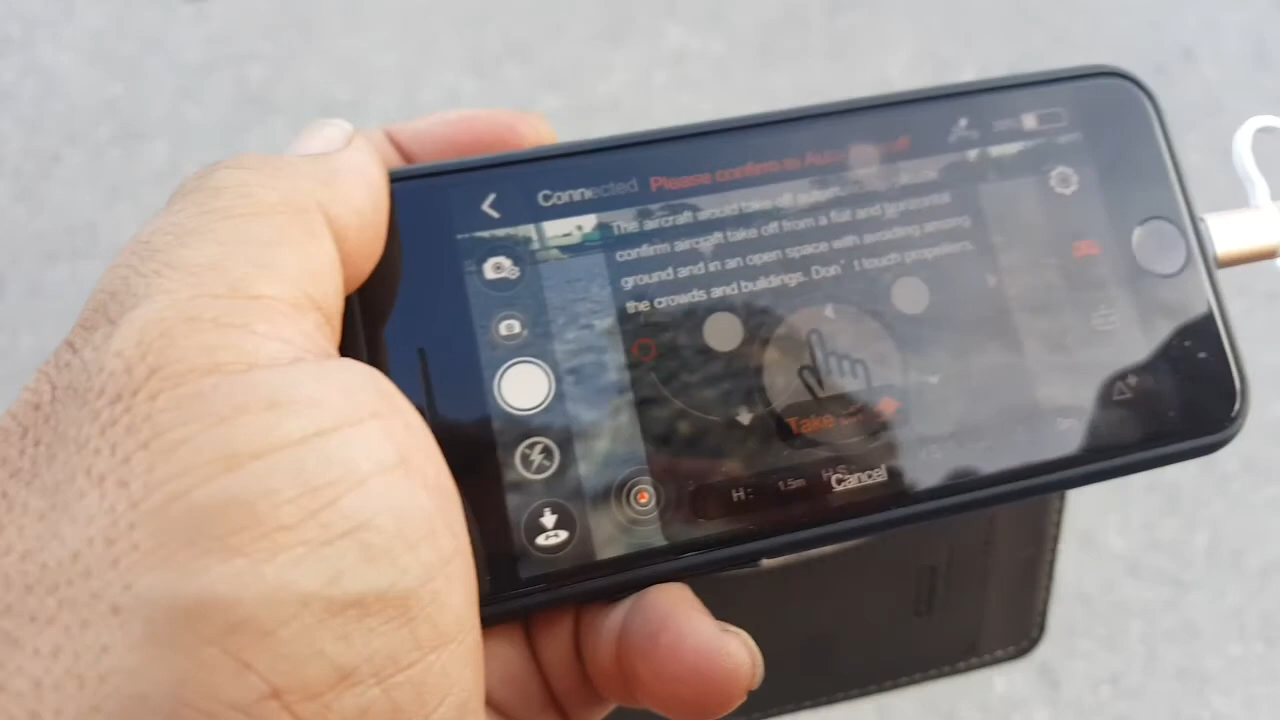 Connected Please confirm to Auto
The aircraft would take off
confirm aircraft take off from a flat and horizontal
ground and in an open space with avoiding among
the crowds and buildings. Don't touch propellers.
Take
H: 1.5m H.S:
Cancel